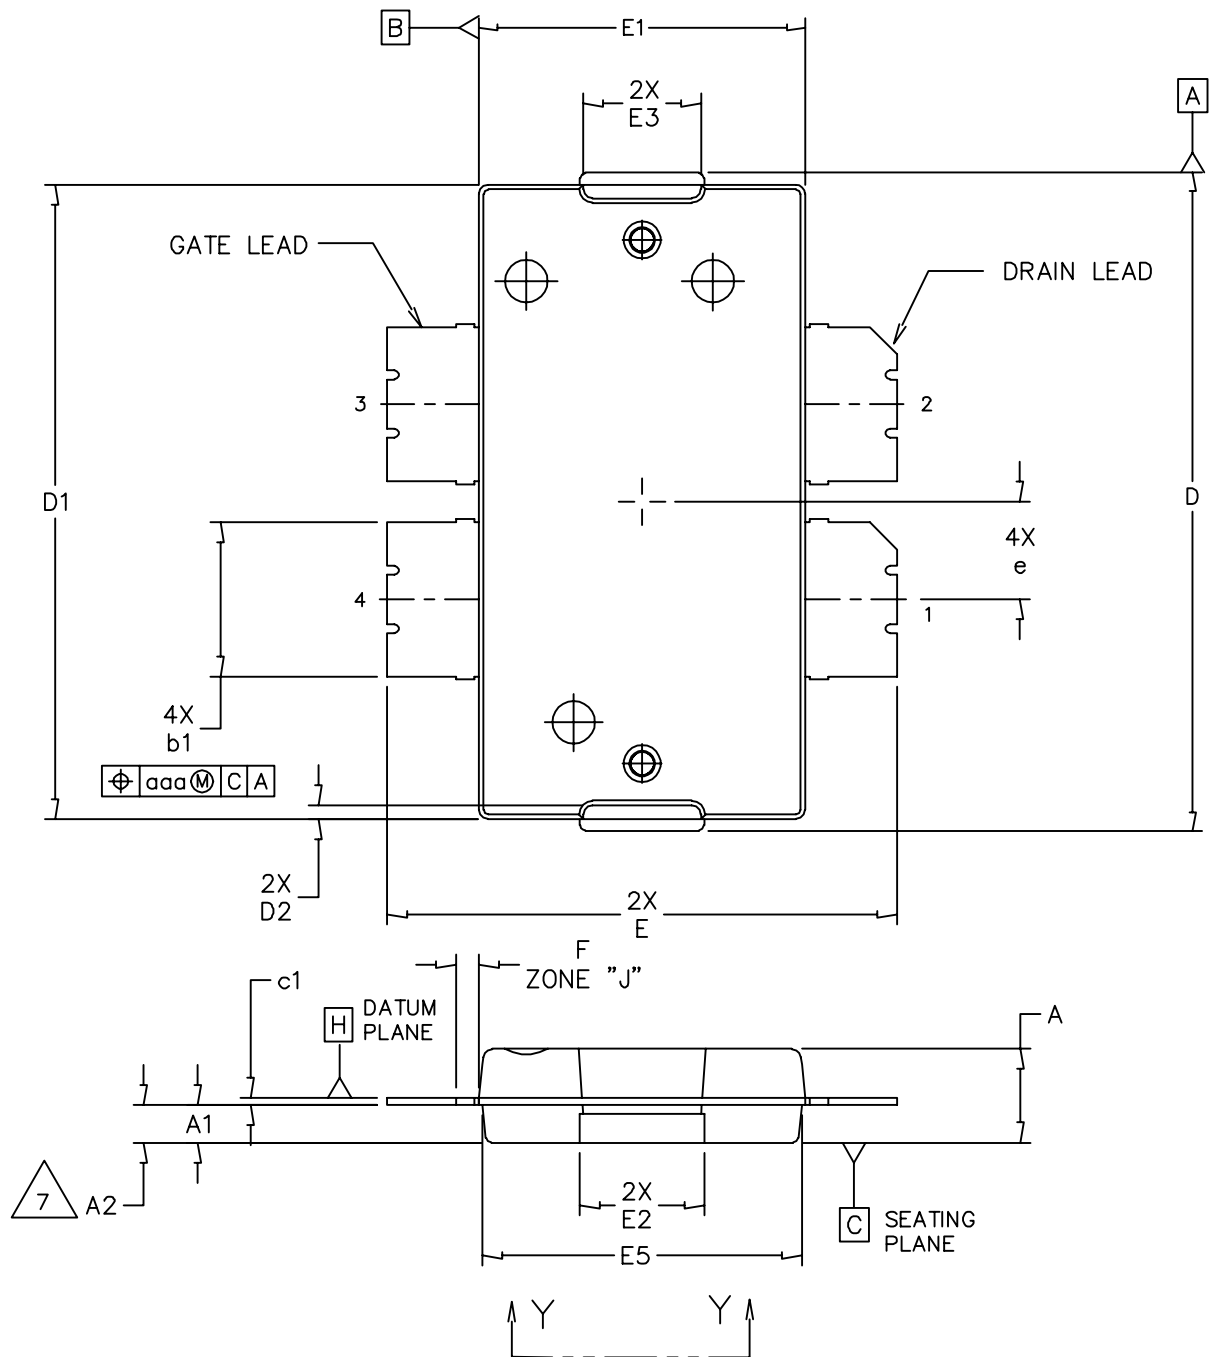 B
E1
2X
E3
A
GATE LEAD
DRAIN LEAD
3
2
D1
D
4X
e
4
1
4X
b1
⌖ aaa Ⓜ C A
2X
D2
2X
E
F
ZONE "J"
c1
H
DATUM
PLANE
A
A1
7
A2
2X
E2
C
SEATING
PLANE
E5
Y
Y